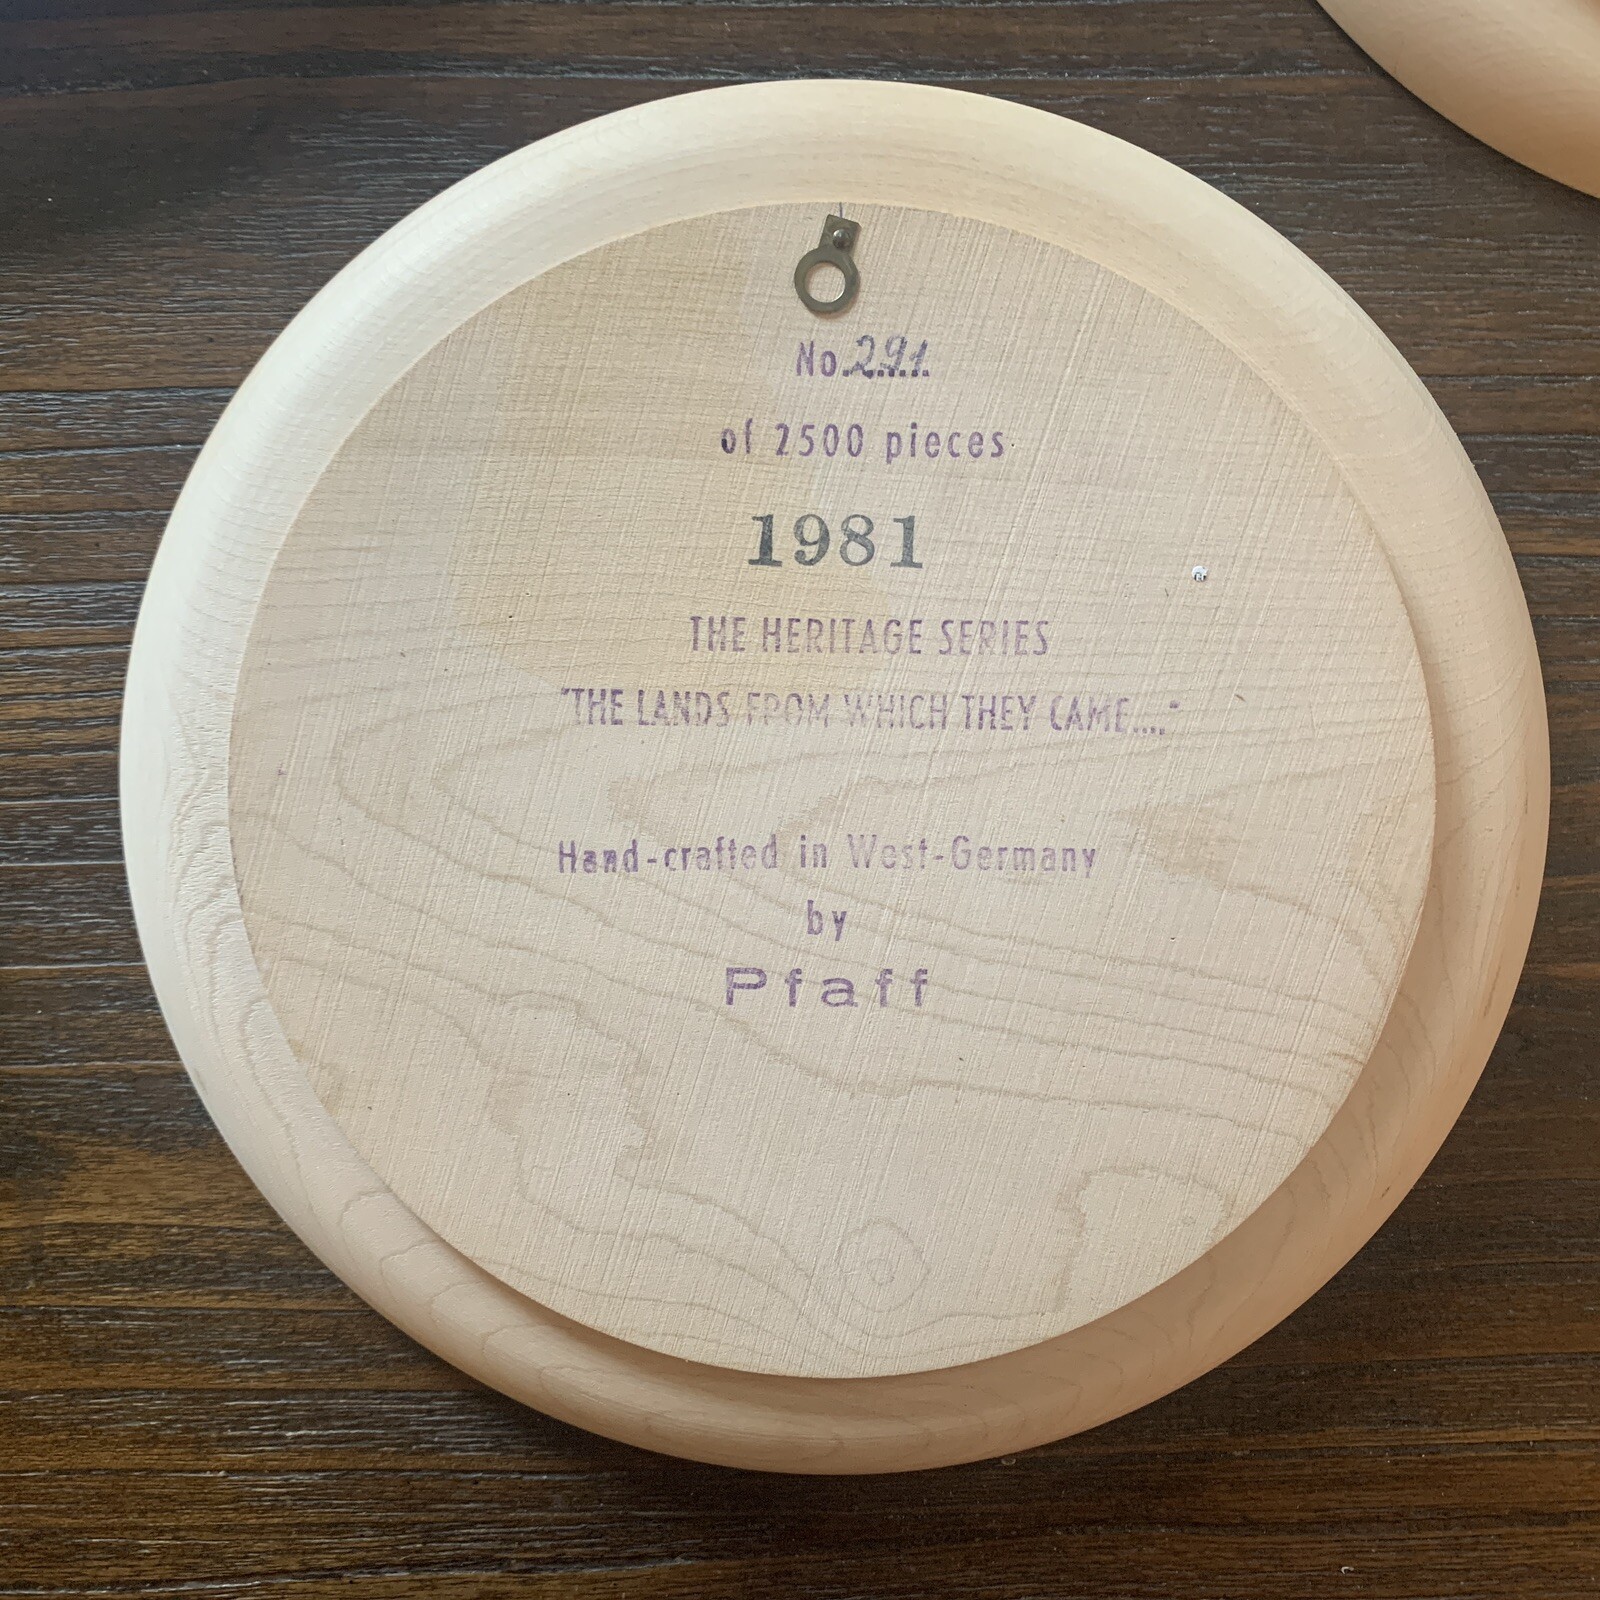 No. 291
of 2500 pieces
1981
THE HERITAGE SERIES
"THE LANDS FROM WHICH THEY CAME...."
Hand-crafted in West-Germany
by
Pfaff